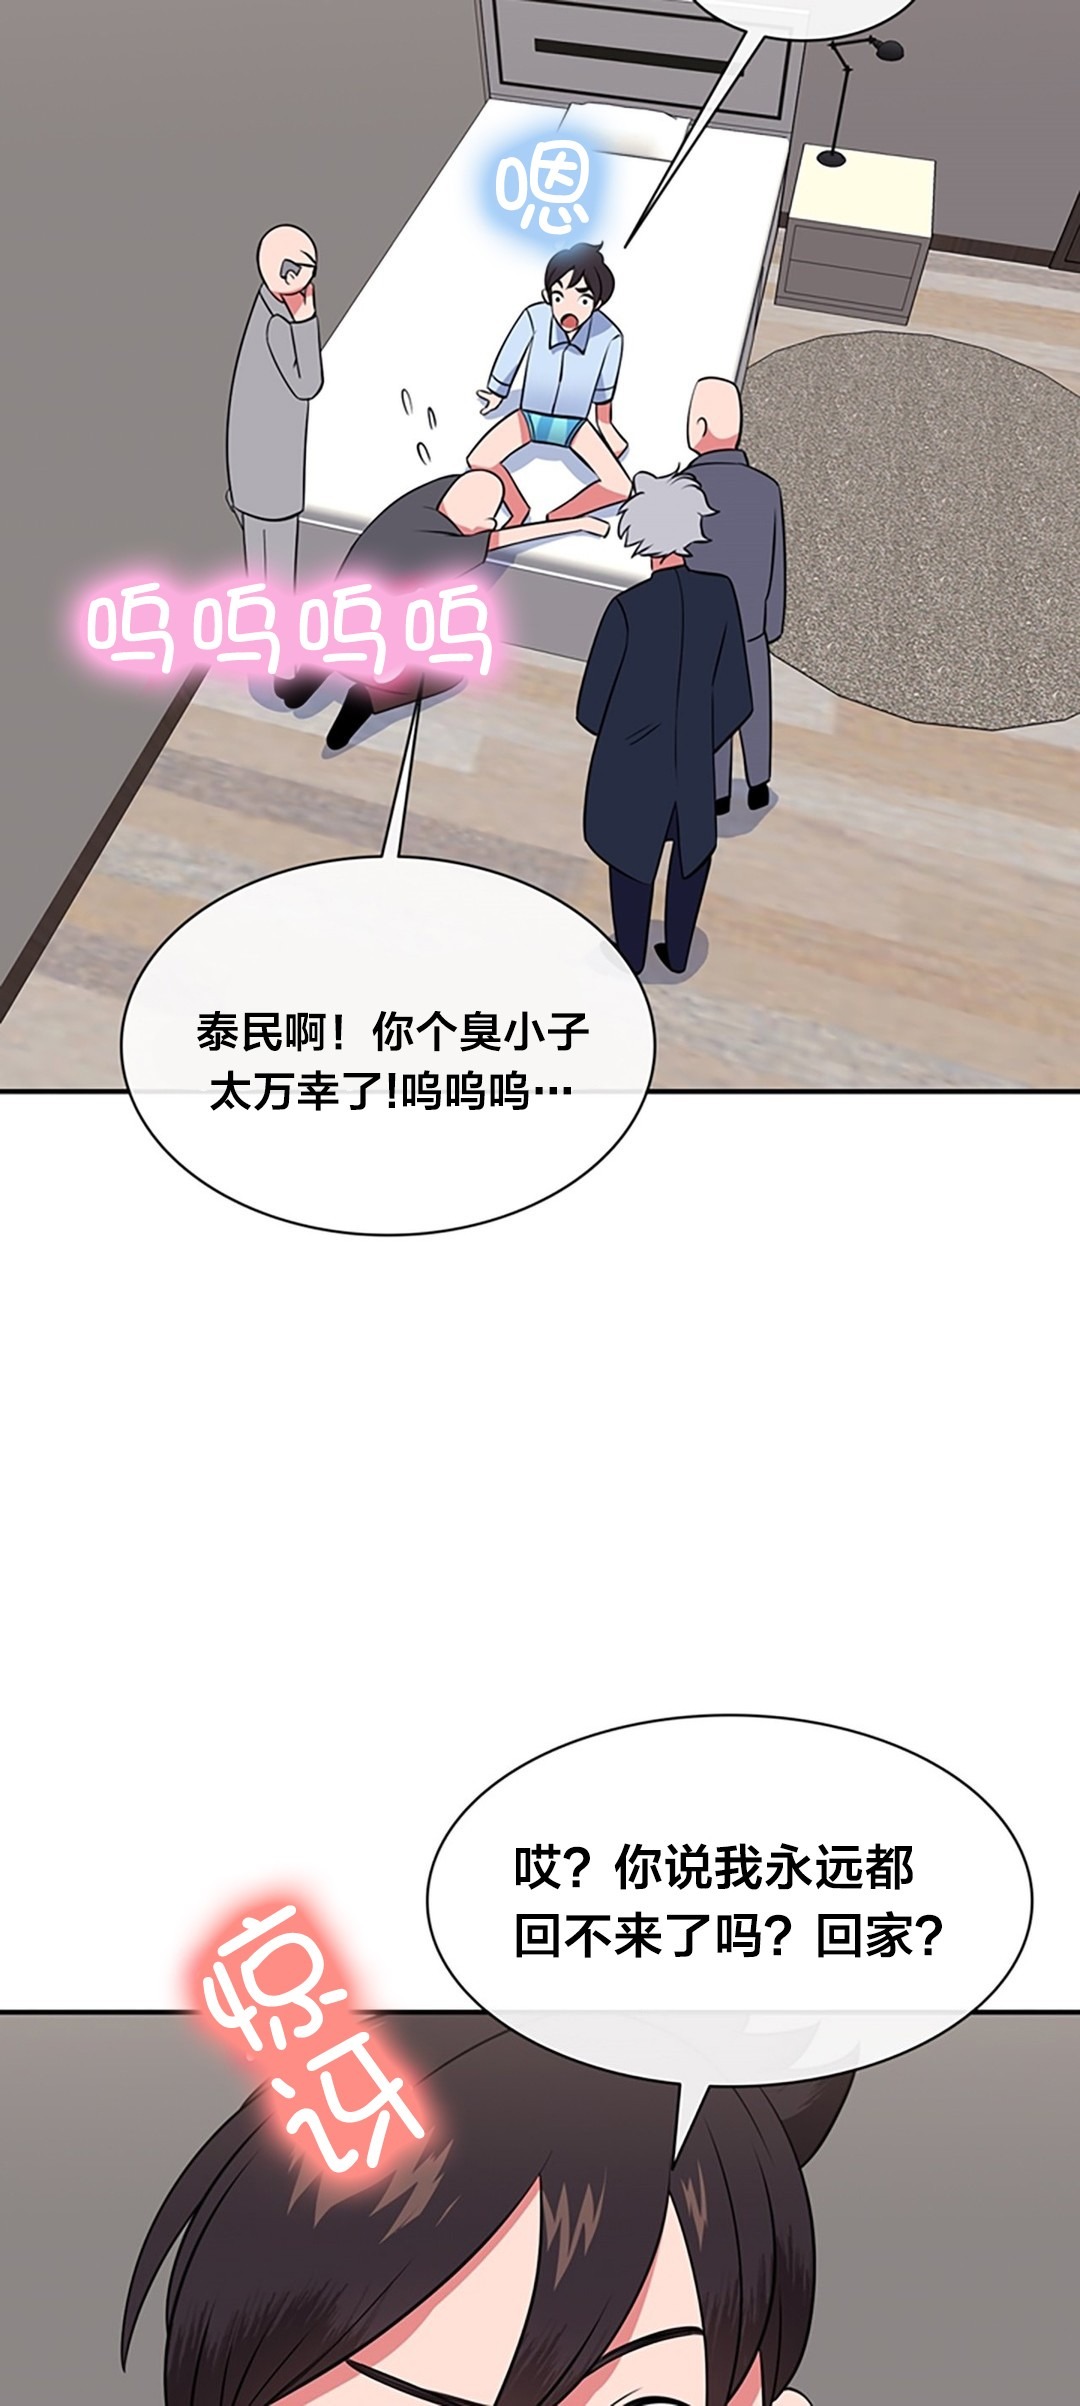 嗯
呜呜呜呜
泰民啊！你个臭小子
太万幸了!呜呜呜…
哎？你说我永远都
回不来了吗？回家？
惊讶